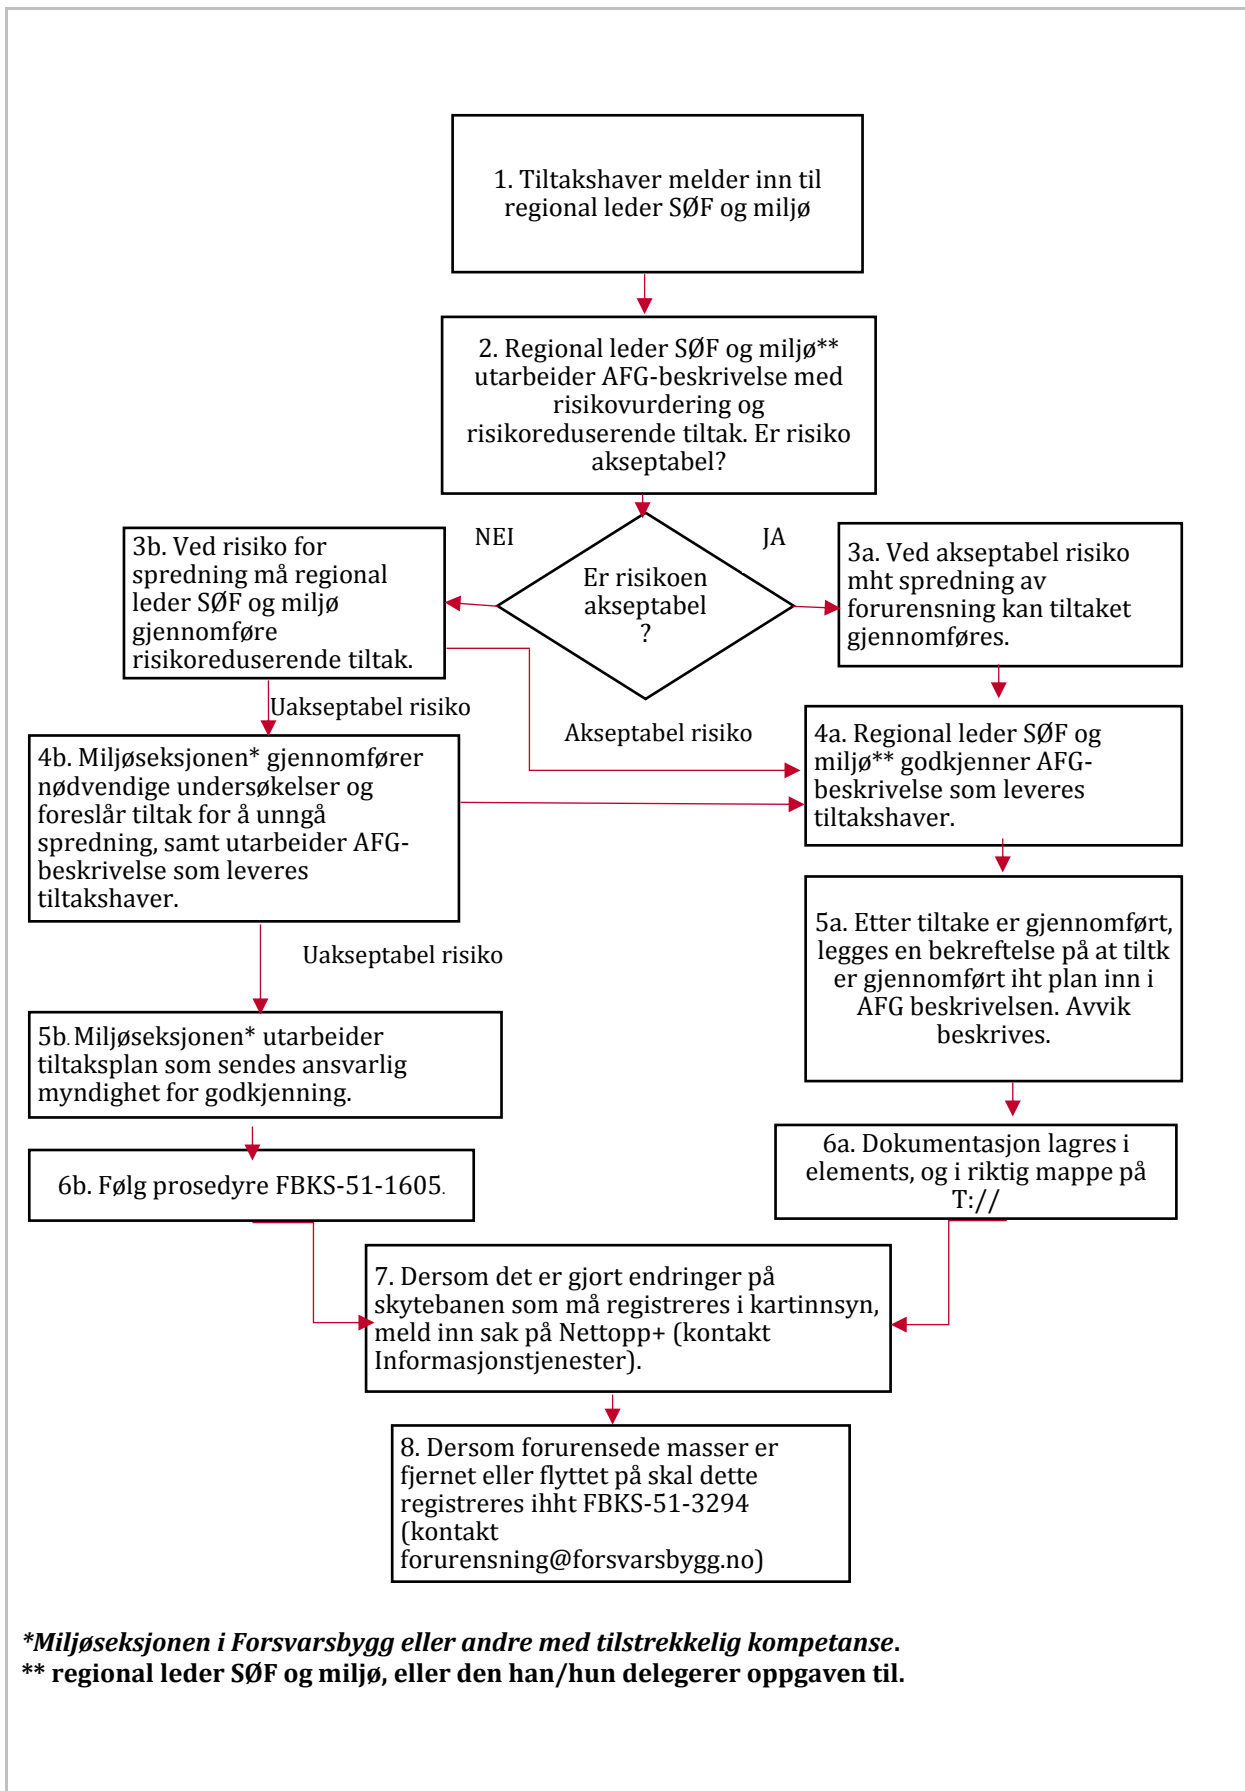 1. Tiltakshaver melder inn til
regional leder SØF og miljø
2. Regional leder SØF og miljø**
utarbeider AFG-beskrivelse med
risikovurdering og
risikoreduserende tiltak. Er risiko
akseptabel?
NEI
JA
Er risikoen
akseptabel
?
3b. Ved risiko for
spredning må regional
leder SØF og miljø
gjennomføre
risikoreduserende tiltak.
3a. Ved akseptabel risiko
mht spredning av
forurensning kan tiltaket
gjennomføres.
Uakseptabel risiko
Akseptabel risiko
4b. Miljøseksjonen* gjennomfører
nødvendige undersøkelser og
foreslår tiltak for å unngå
spredning, samt utarbeider AFG-
beskrivelse som leveres
tiltakshaver.
4a. Regional leder SØF og
miljø** godkjenner AFG-
beskrivelse som leveres
tiltakshaver.
Uakseptabel risiko
5a. Etter tiltake er gjennomført,
legges en bekreftelse på at tiltk
er gjennomført iht plan inn i
AFG beskrivelsen. Avvik
beskrives.
5b. Miljøseksjonen* utarbeider
tiltaksplan som sendes ansvarlig
myndighet for godkjenning.
6b. Følg prosedyre FBKS-51-1605.
6a. Dokumentasjon lagres i
elements, og i riktig mappe på
T://
7. Dersom det er gjort endringer på
skytebanen som må registreres i kartinnsyn,
meld inn sak på Nettopp+ (kontakt
Informasjonstjenester).
8. Dersom forurensede masser er
fjernet eller flyttet på skal dette
registreres ihht FBKS-51-3294
(kontakt
forurensning@forsvarsbygg.no)
*Miljøseksjonen i Forsvarsbygg eller andre med tilstrekkelig kompetanse.
** regional leder SØF og miljø, eller den han/hun delegerer oppgaven til.